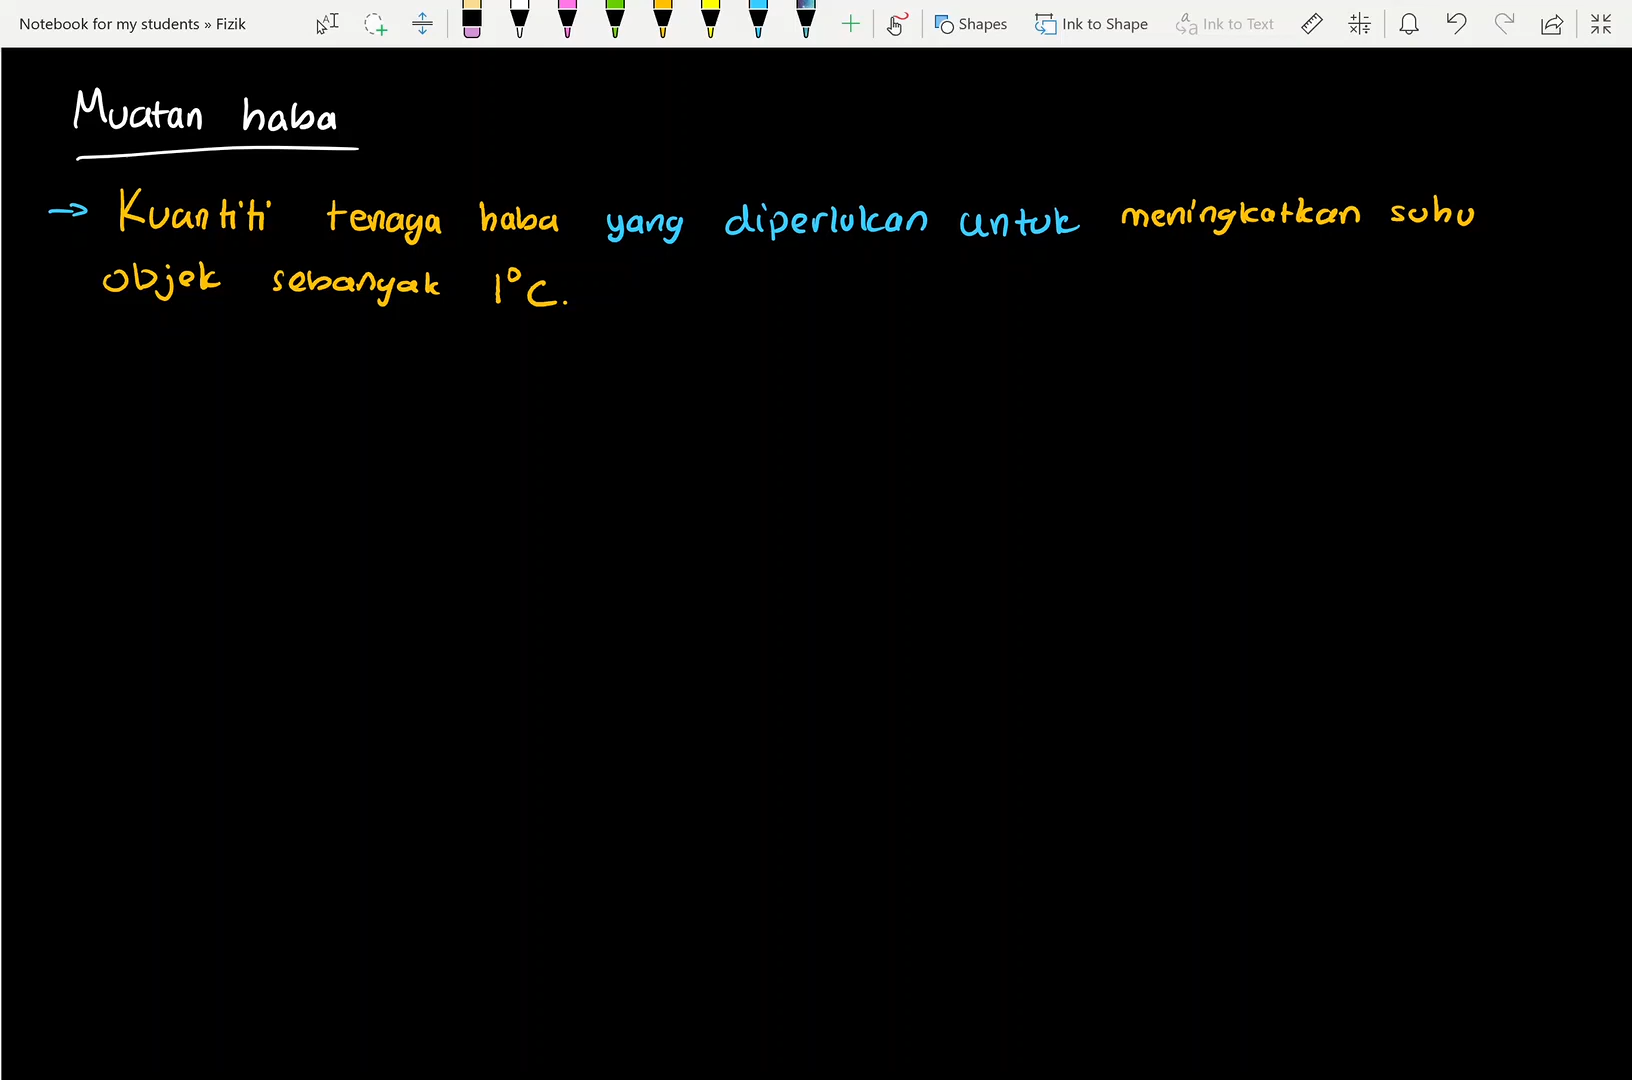 Notebook for my students » Fizik
Shapes
Ink to Shape
Ink to Text
Muatan haba
→ Kuantiti tenaga haba yang diperlukan untuk meningkatkan suhu
objek sebanyak 1°C.